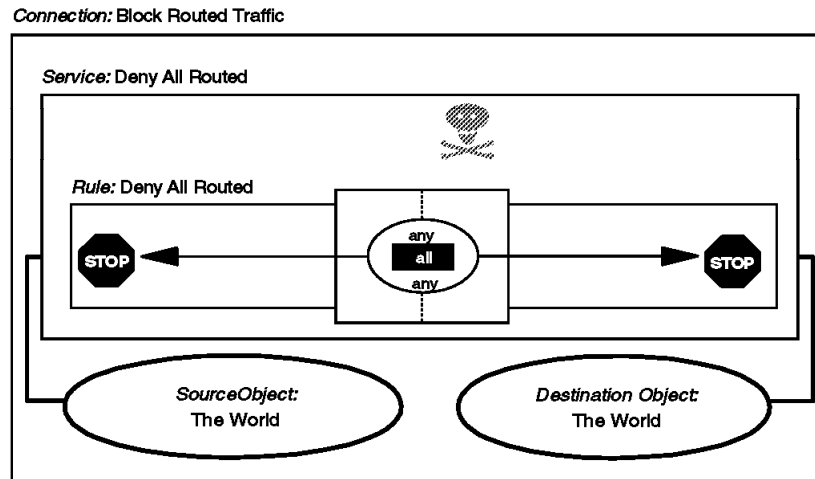 Connection: Block Routed Traffic
Service: Deny All Routed
Rule: Deny All Routed
any
STOP
all
STOP
any
SourceObject:
The World
Destination Object:
The World